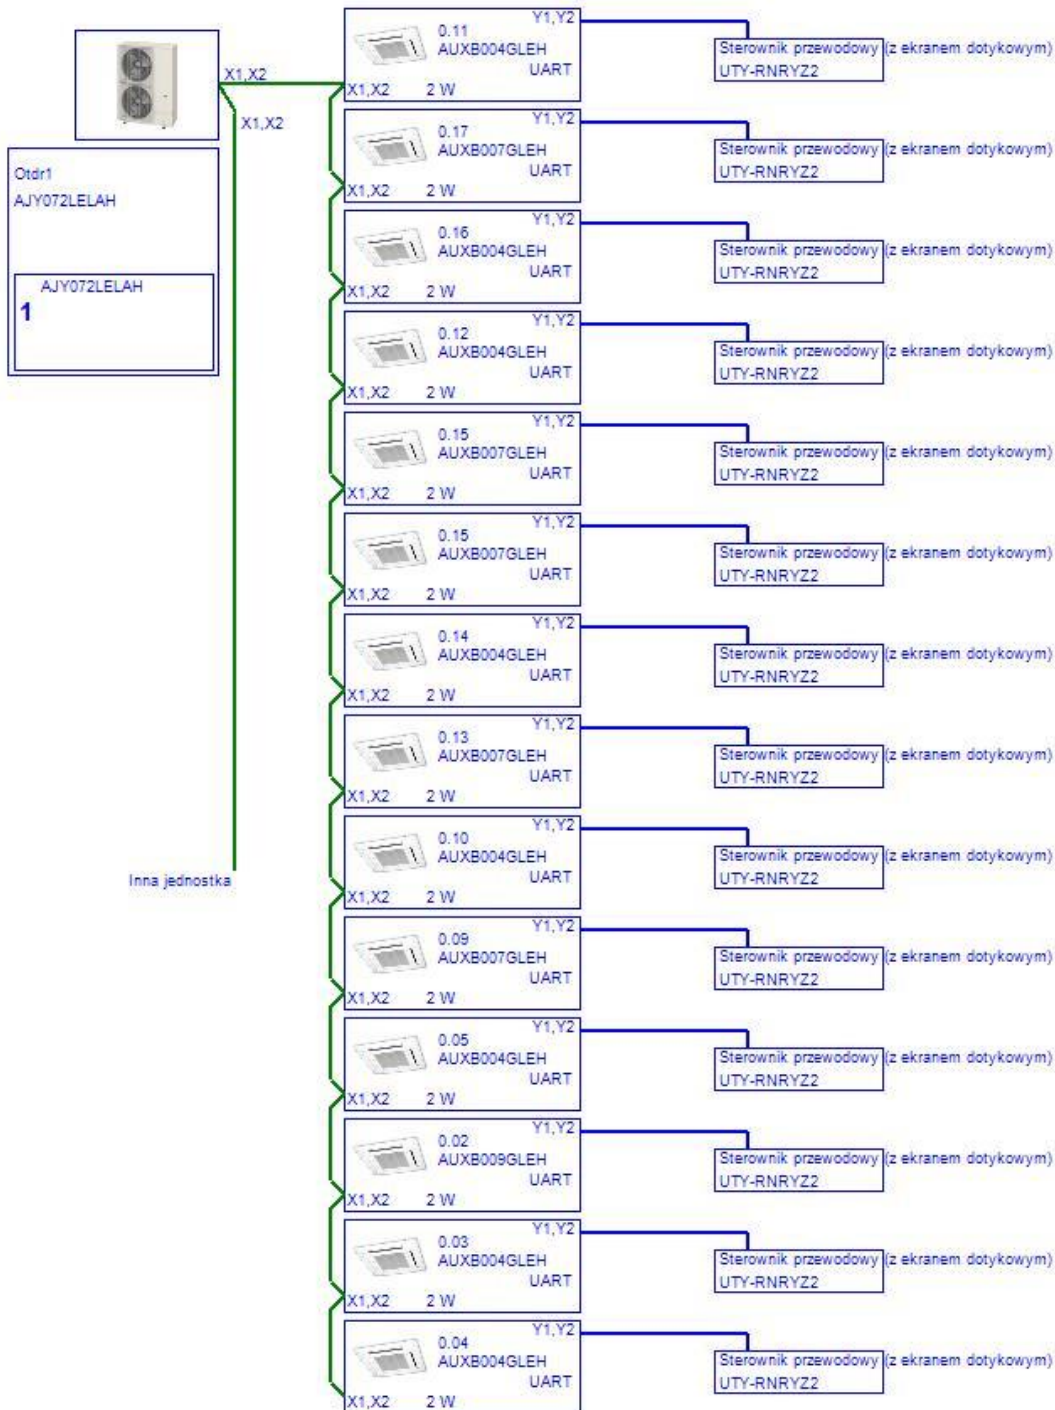 X1,X2
X1,X2
Otdr1
AJY072LELAH
AJY072LELAH
1
Inna jednostka
Y1,Y2
0.11
AUXB004GLEH
UART
X1,X2 2 W
Sterownik przewodowy (z ekranem dotykowym)
UTY-RNRYZ2
Y1,Y2
0.17
AUXB007GLEH
UART
X1,X2 2 W
Sterownik przewodowy (z ekranem dotykowym)
UTY-RNRYZ2
Y1,Y2
0.16
AUXB004GLEH
UART
X1,X2 2 W
Sterownik przewodowy (z ekranem dotykowym)
UTY-RNRYZ2
Y1,Y2
0.12
AUXB004GLEH
UART
X1,X2 2 W
Sterownik przewodowy (z ekranem dotykowym)
UTY-RNRYZ2
Y1,Y2
0.15
AUXB007GLEH
UART
X1,X2 2 W
Sterownik przewodowy (z ekranem dotykowym)
UTY-RNRYZ2
Y1,Y2
0.15
AUXB007GLEH
UART
X1,X2 2 W
Sterownik przewodowy (z ekranem dotykowym)
UTY-RNRYZ2
Y1,Y2
0.14
AUXB004GLEH
UART
X1,X2 2 W
Sterownik przewodowy (z ekranem dotykowym)
UTY-RNRYZ2
Y1,Y2
0.13
AUXB007GLEH
UART
X1,X2 2 W
Sterownik przewodowy (z ekranem dotykowym)
UTY-RNRYZ2
Y1,Y2
0.10
AUXB004GLEH
UART
X1,X2 2 W
Sterownik przewodowy (z ekranem dotykowym)
UTY-RNRYZ2
Y1,Y2
0.09
AUXB007GLEH
UART
X1,X2 2 W
Sterownik przewodowy (z ekranem dotykowym)
UTY-RNRYZ2
Y1,Y2
0.05
AUXB004GLEH
UART
X1,X2 2 W
Sterownik przewodowy (z ekranem dotykowym)
UTY-RNRYZ2
Y1,Y2
0.02
AUXB009GLEH
UART
X1,X2 2 W
Sterownik przewodowy (z ekranem dotykowym)
UTY-RNRYZ2
Y1,Y2
0.03
AUXB004GLEH
UART
X1,X2 2 W
Sterownik przewodowy (z ekranem dotykowym)
UTY-RNRYZ2
Y1,Y2
0.04
AUXB004GLEH
UART
X1,X2 2 W
Sterownik przewodowy (z ekranem dotykowym)
UTY-RNRYZ2